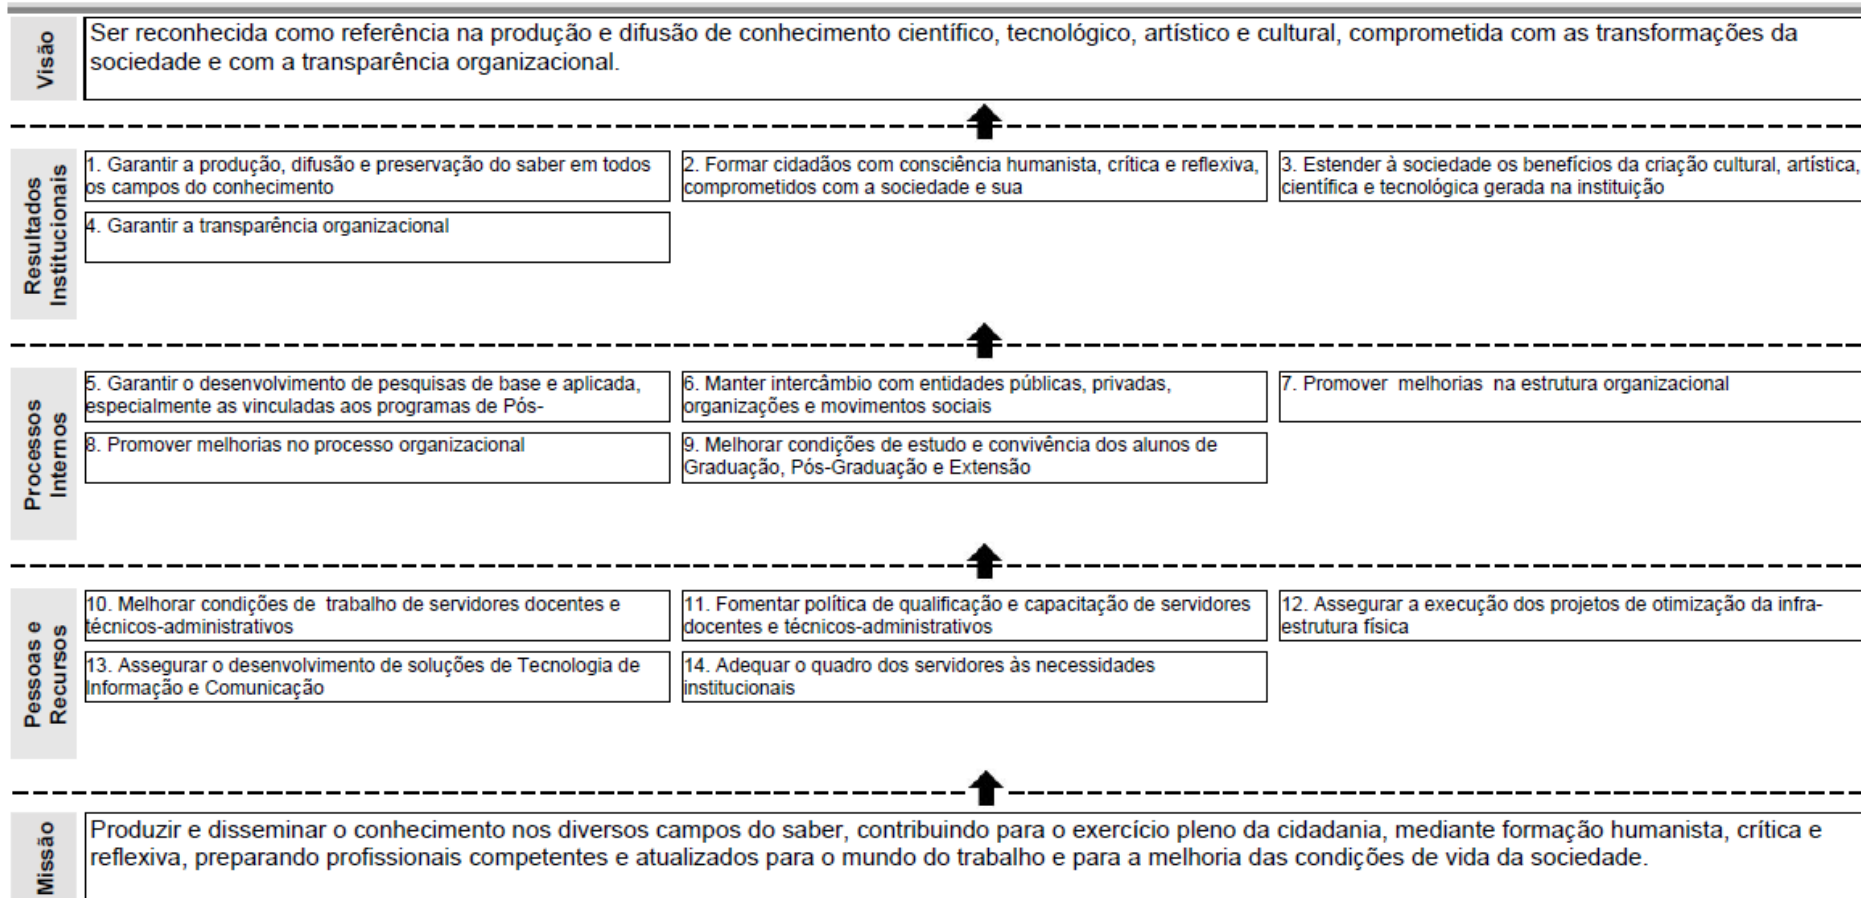 Visão
Ser reconhecida como referência na produção e difusão de conhecimento científico, tecnológico, artístico e cultural, comprometida com as transformações da
sociedade e com a transparência organizacional.
Resultados
Institucionais
1. Garantir a produção, difusão e preservação do saber em todos
os campos do conhecimento
2. Formar cidadãos com consciência humanista, crítica e reflexiva,
comprometidos com a sociedade e sua
3. Estender à sociedade os benefícios da criação cultural, artística,
científica e tecnológica gerada na instituição
4. Garantir a transparência organizacional
Processos
Internos
5. Garantir o desenvolvimento de pesquisas de base e aplicada,
especialmente as vinculadas aos programas de Pós-
6. Manter intercâmbio com entidades públicas, privadas,
organizações e movimentos sociais
7. Promover  melhorias  na estrutura organizacional
8. Promover melhorias no processo organizacional
9. Melhorar condições de estudo e convivência dos alunos de
Graduação, Pós-Graduação e Extensão
Pessoas e
Recursos
10. Melhorar condições de  trabalho de servidores docentes e
técnicos-administrativos
11. Fomentar política de qualificação e capacitação de servidores
docentes e técnicos-administrativos
12. Assegurar a execução dos projetos de otimização da infra-
estrutura física
13. Assegurar o desenvolvimento de soluções de Tecnologia de
Informação e Comunicação
14. Adequar o quadro dos servidores às necessidades
institucionais
Missão
Produzir e disseminar o conhecimento nos diversos campos do saber, contribuindo para o exercício pleno da cidadania, mediante formação humanista, crítica e
reflexiva, preparando profissionais competentes e atualizados para o mundo do trabalho e para a melhoria das condições de vida da sociedade.